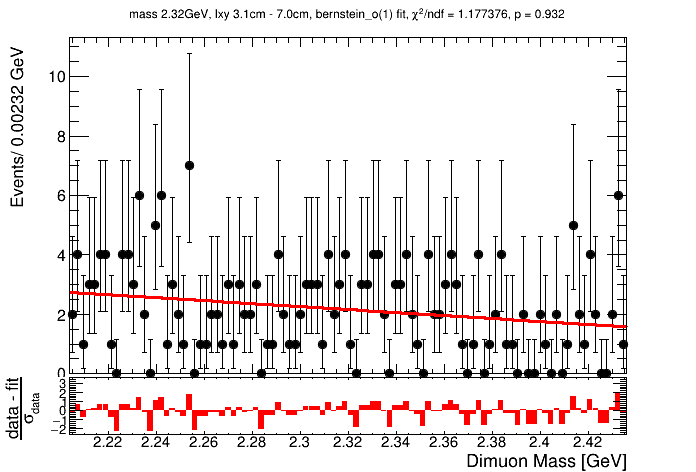 mass 2.32GeV, lxy 3.1cm - 7.0cm, bernstein_o(1) fit, χ²/ndf = 1.177376, p = 0.932
Events/ 0.00232 GeV
10
8
6
4
2
0
data - fit
σdata
3
2
1
0
−1
−2
2.22 2.24 2.26 2.28 2.3 2.32 2.34 2.36 2.38 2.4 2.42
Dimuon Mass [GeV]